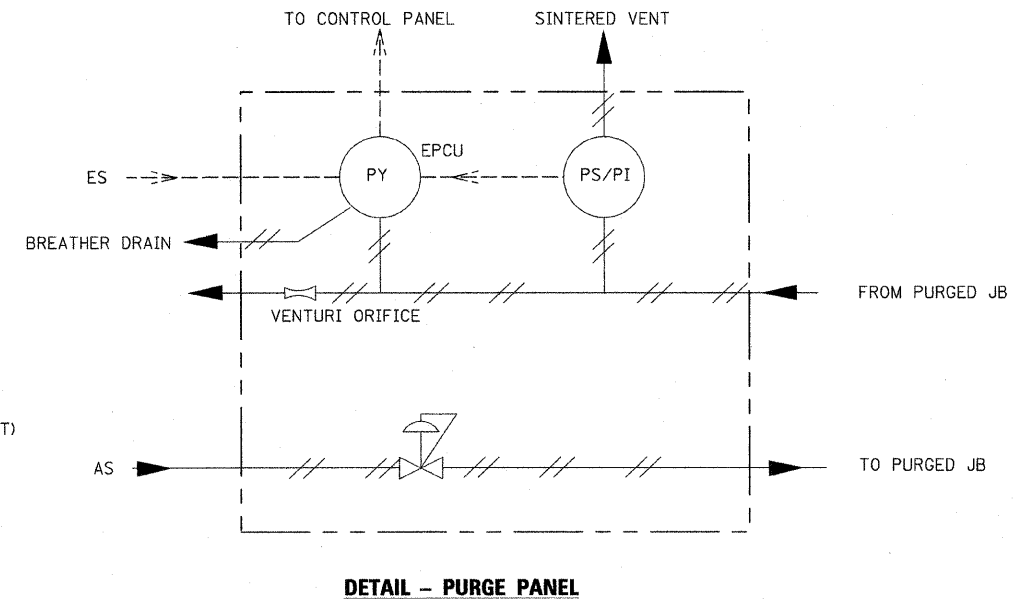 TO CONTROL PANEL
SINTERED VENT
EPCU
ES
PY
PS/PI
BREATHER DRAIN
FROM PURGED JB
VENTURI ORIFICE
T)
AS
TO PURGED JB
DETAIL – PURGE PANEL